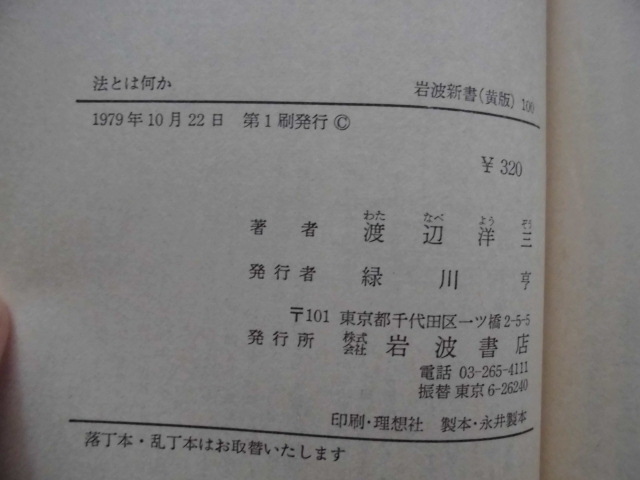 法とは何か 岩波新書(黄版) 100
1979年10月22日 第1刷発行 ©
¥320
わた なべ よう ぞう
著者 渡辺洋三
発行者 緑川亨
〒101 東京都千代田区一ツ橋2-5-5
発行所 株式会社 岩波書店
電話 03-265-4111
振替 東京6-26240
印刷・理想社 製本・永井製本
落丁本・乱丁本はお取替いたします